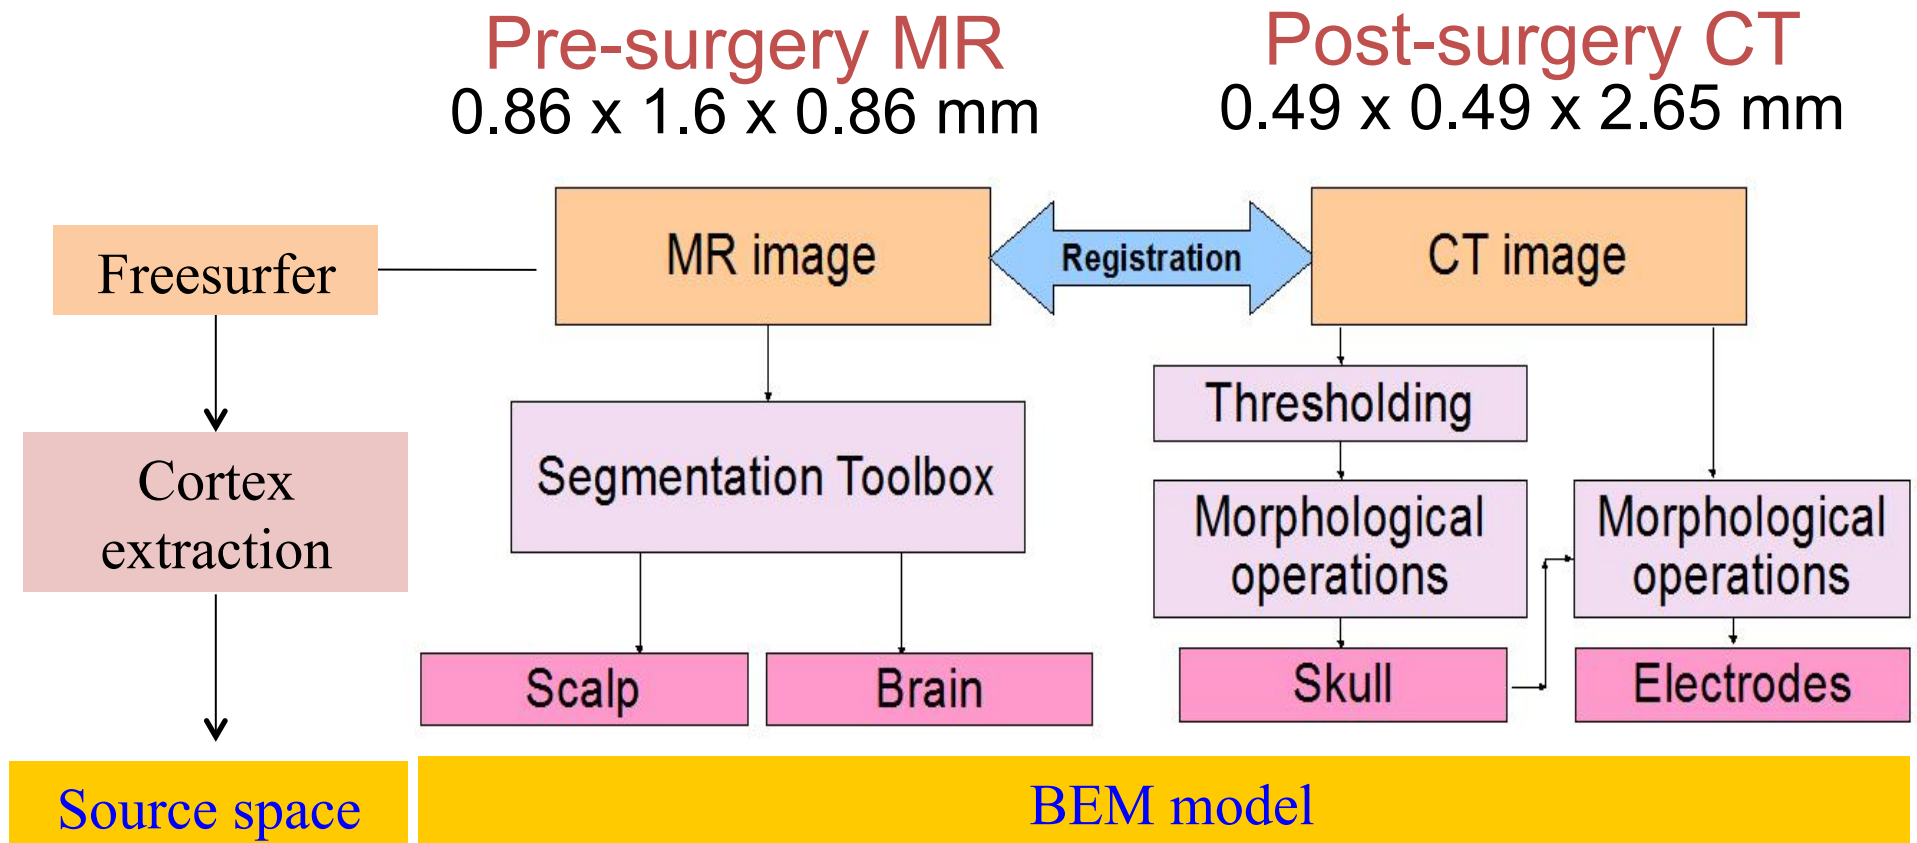 Pre-surgery MR
0.86 x 1.6 x 0.86 mm
Post-surgery CT
0.49 x 0.49 x 2.65 mm
Freesurfer
MR image
Registration
CT image
Cortex
extraction
Segmentation Toolbox
Thresholding
Morphological
operations
Morphological
operations
Scalp
Brain
Skull
Electrodes
Source space
BEM model